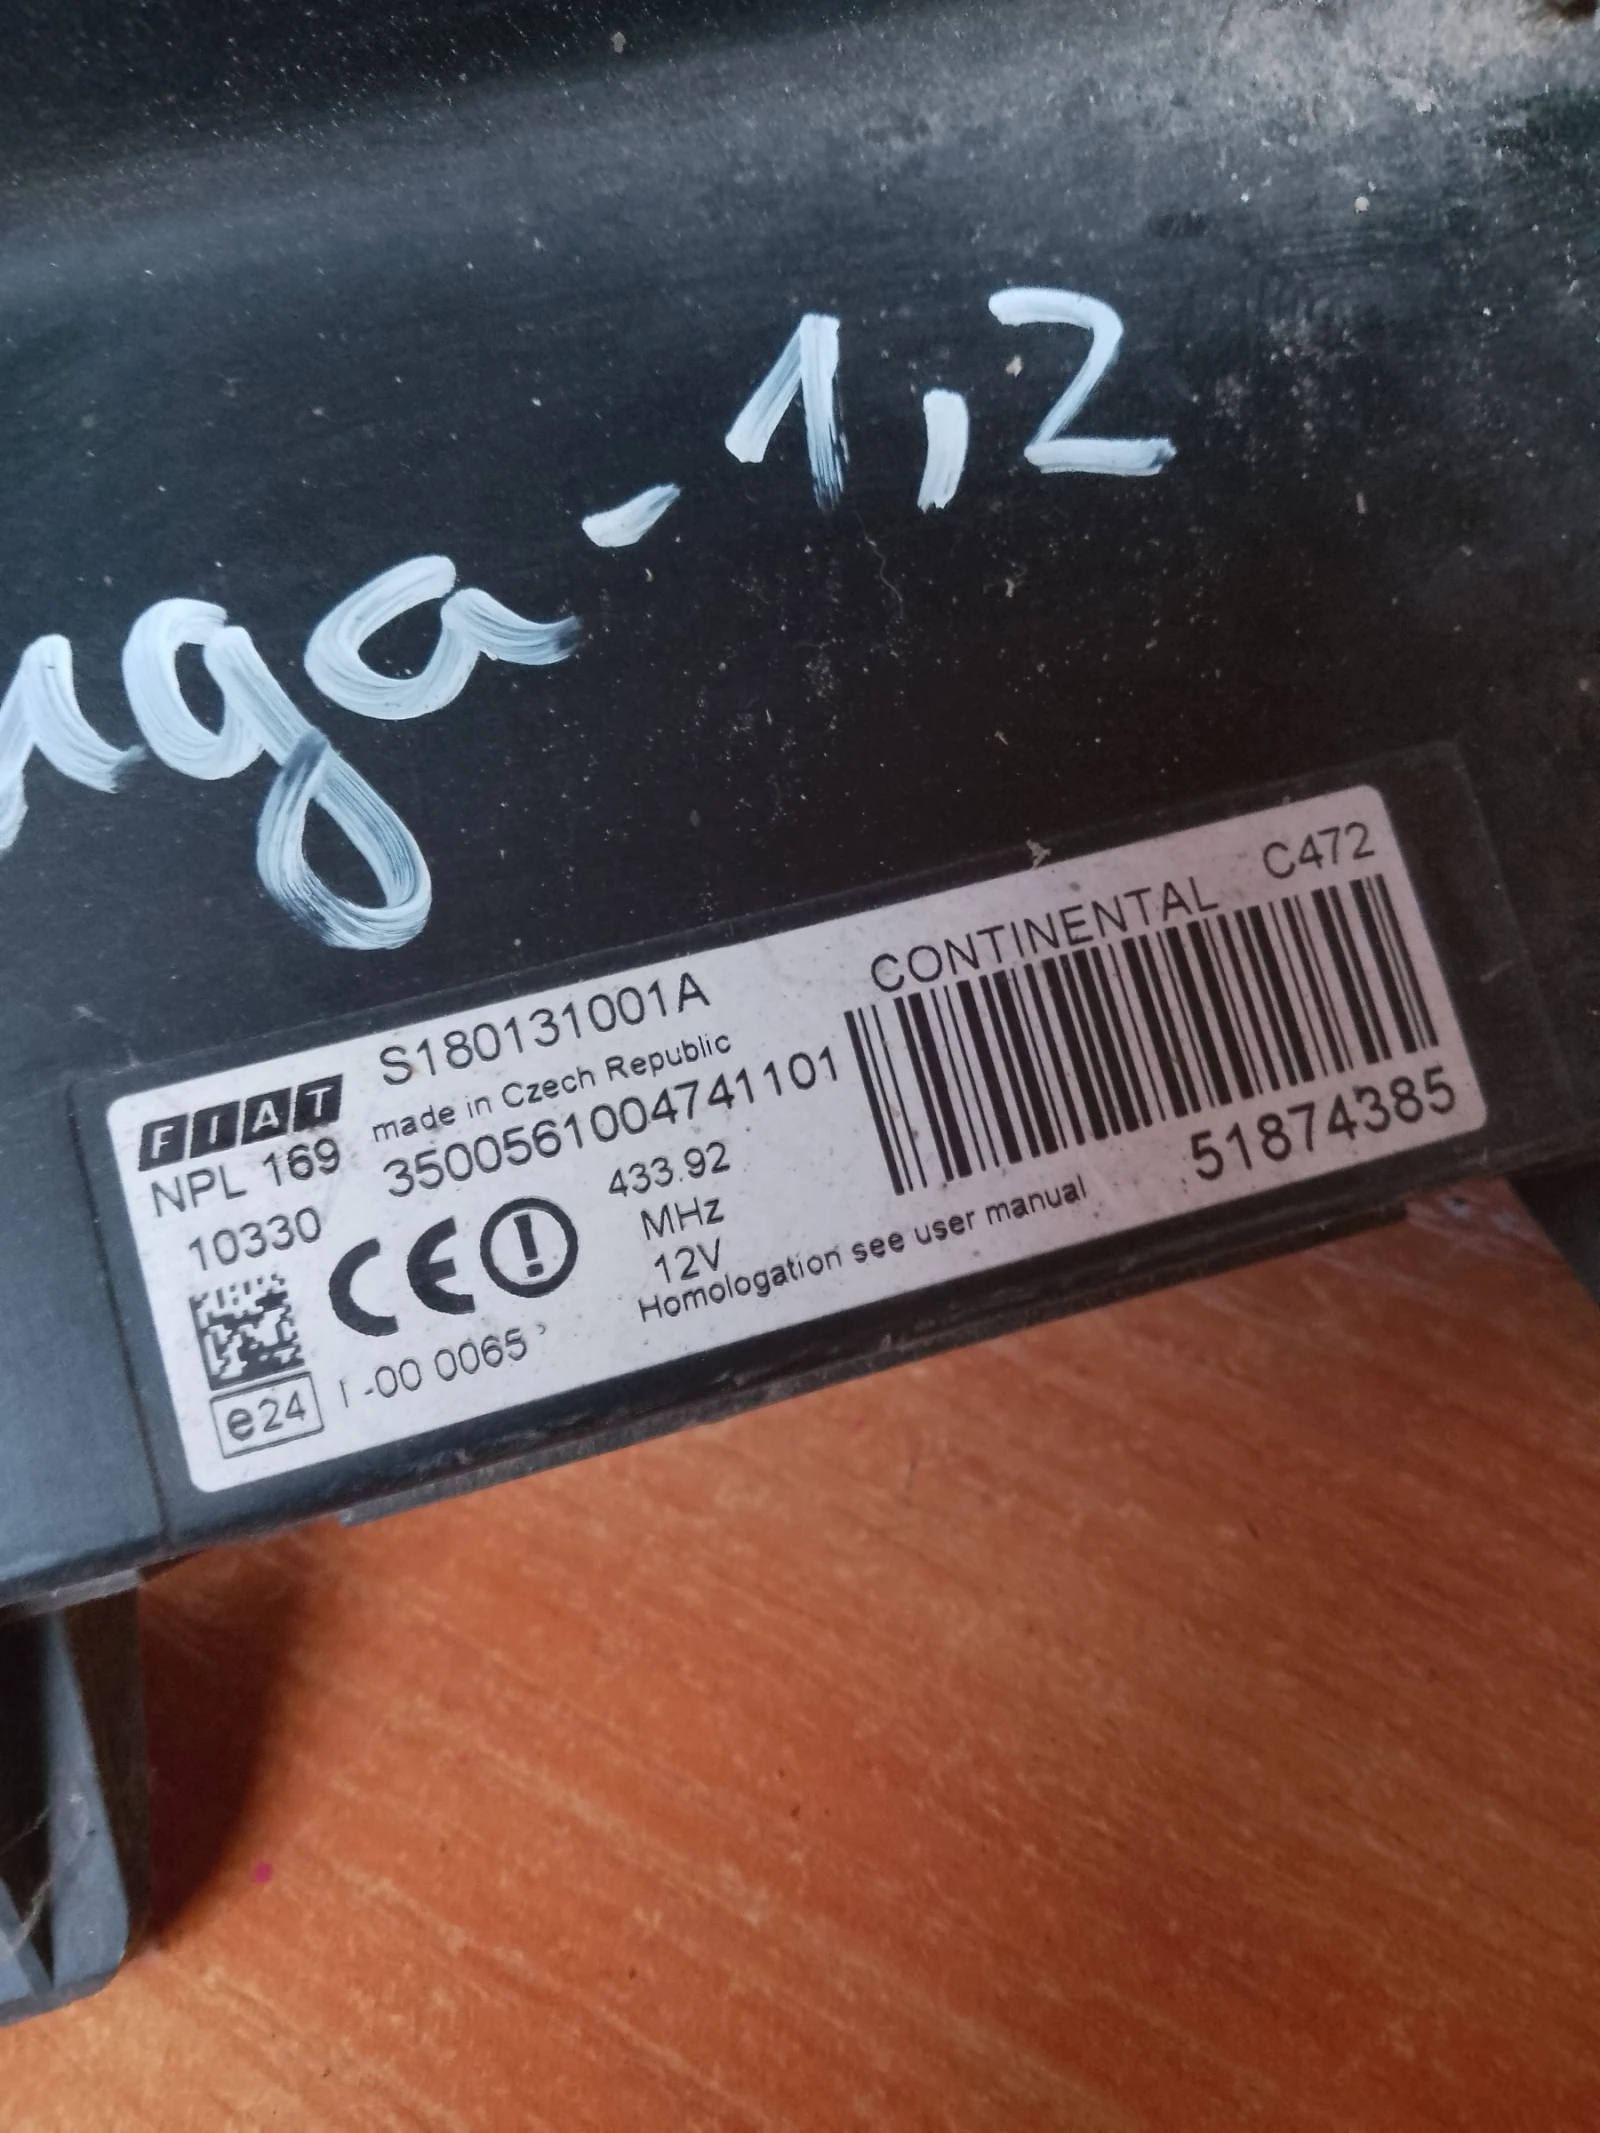 - 1,2
FIAT S180131001A CONTINENTAL C472
NPL 169 made in Czech Republic
10330 3500561004741101
CE 433.92
MHz
12V
51874385
Homologation see user manual
e24 I -00 0065